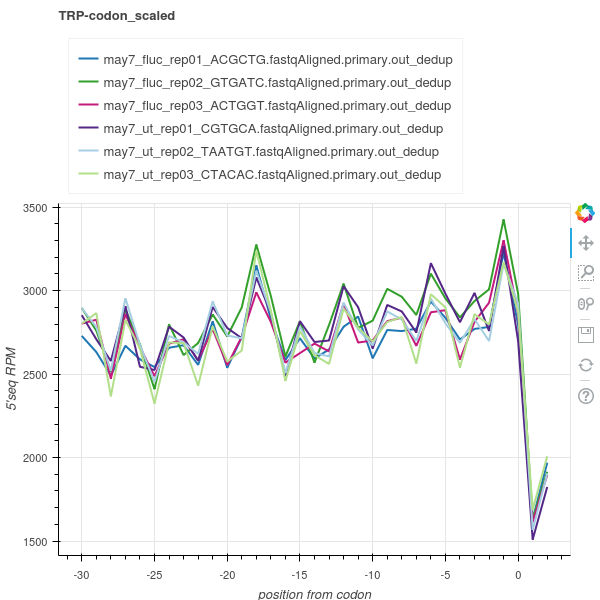 TRP-codon_scaled
may7_fluc_rep01_ACGCTG.fastqAligned.primary.out_dedup
may7_fluc_rep02_GTGATC.fastqAligned.primary.out_dedup
may7_fluc_rep03_ACTGGT.fastqAligned.primary.out_dedup
may7_ut_rep01_CGTGCA.fastqAligned.primary.out_dedup
may7_ut_rep02_TAATGT.fastqAligned.primary.out_dedup
may7_ut_rep03_CTACAC.fastqAligned.primary.out_dedup
3500
3000
2500
2000
1500
5'seq RPM
-30 -25 -20 -15 -10 -5 0
position from codon